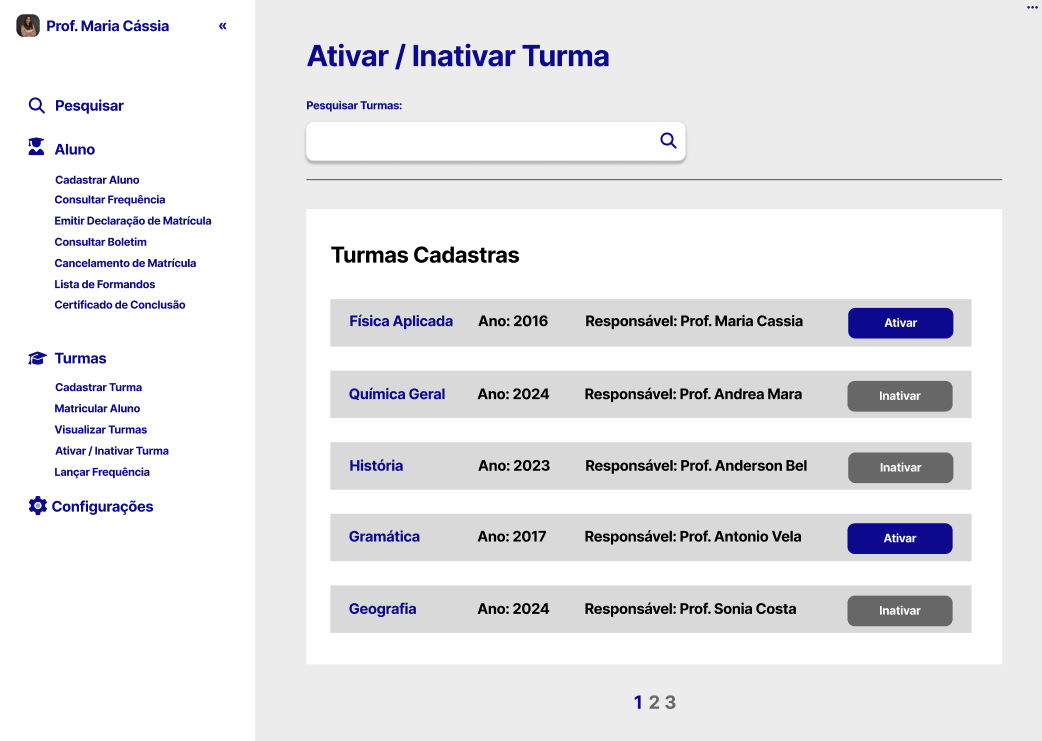 Prof. Maria Cássia «
Pesquisar
Aluno
Cadastrar Aluno
Consultar Frequência
Emitir Declaração de Matrícula
Consultar Boletim
Cancelamento de Matrícula
Lista de Formandos
Certificado de Conclusão
Turmas
Cadastrar Turma
Matricular Aluno
Visualizar Turmas
Ativar / Inativar Turma
Lançar Frequência
Configurações
Ativar / Inativar Turma
Pesquisar Turmas:
Turmas Cadastras
Física Aplicada Ano: 2016 Responsável: Prof. Maria Cassia Ativar
Química Geral Ano: 2024 Responsável: Prof. Andrea Mara Inativar
História Ano: 2023 Responsável: Prof. Anderson Bel Inativar
Gramática Ano: 2017 Responsável: Prof. Antonio Vela Ativar
Geografia Ano: 2024 Responsável: Prof. Sonia Costa Inativar
1 2 3